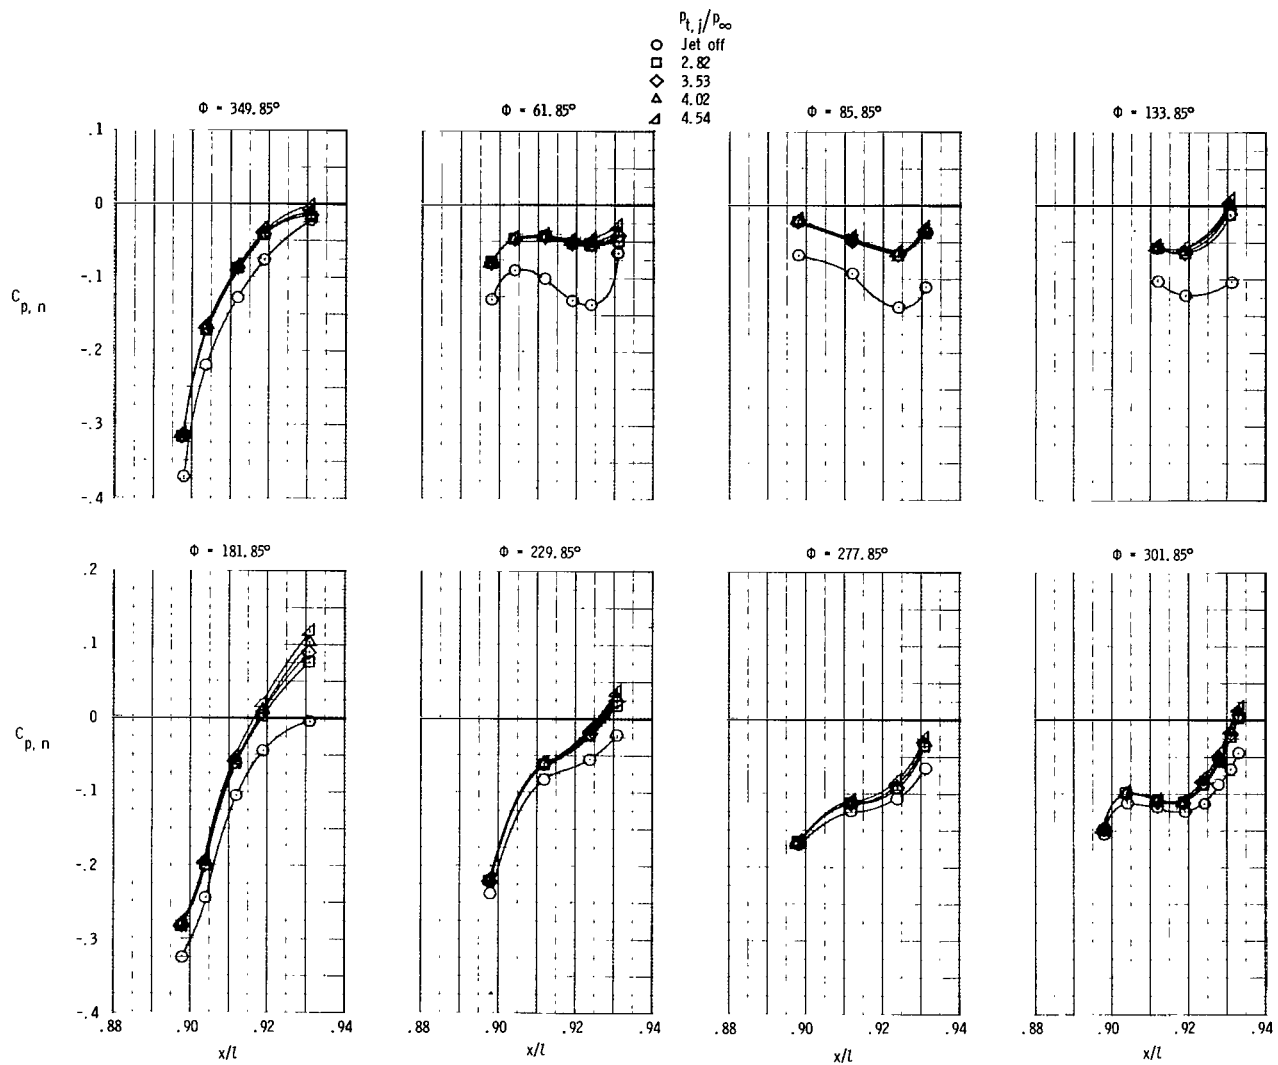 p_t, j/p_∞
Jet off
2.82
3.53
4.02
4.54
Φ = 349.85°
Φ = 61.85°
Φ = 85.85°
Φ = 133.85°
.1
0
-.1
-.2
-.3
-.4
C_p, n
Φ = 181.85°
Φ = 229.85°
Φ = 277.85°
Φ = 301.85°
.2
.1
0
-.1
-.2
-.3
-.4
C_p, n
.88 .90 .92 .94
.88 .90 .92 .94
.88 .90 .92 .94
.88 .90 .92 .94
x/l
x/l
x/l
x/l